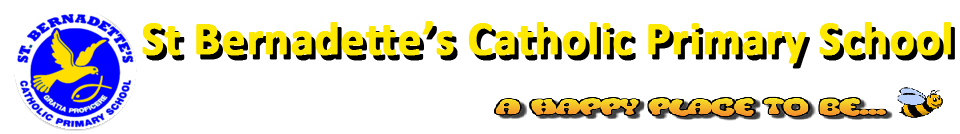 ST. BERNADETTE'S
GRATIA PROFICERE
CATHOLIC PRIMARY SCHOOL
St Bernadette's Catholic Primary School
A HAPPY PLACE TO BE...